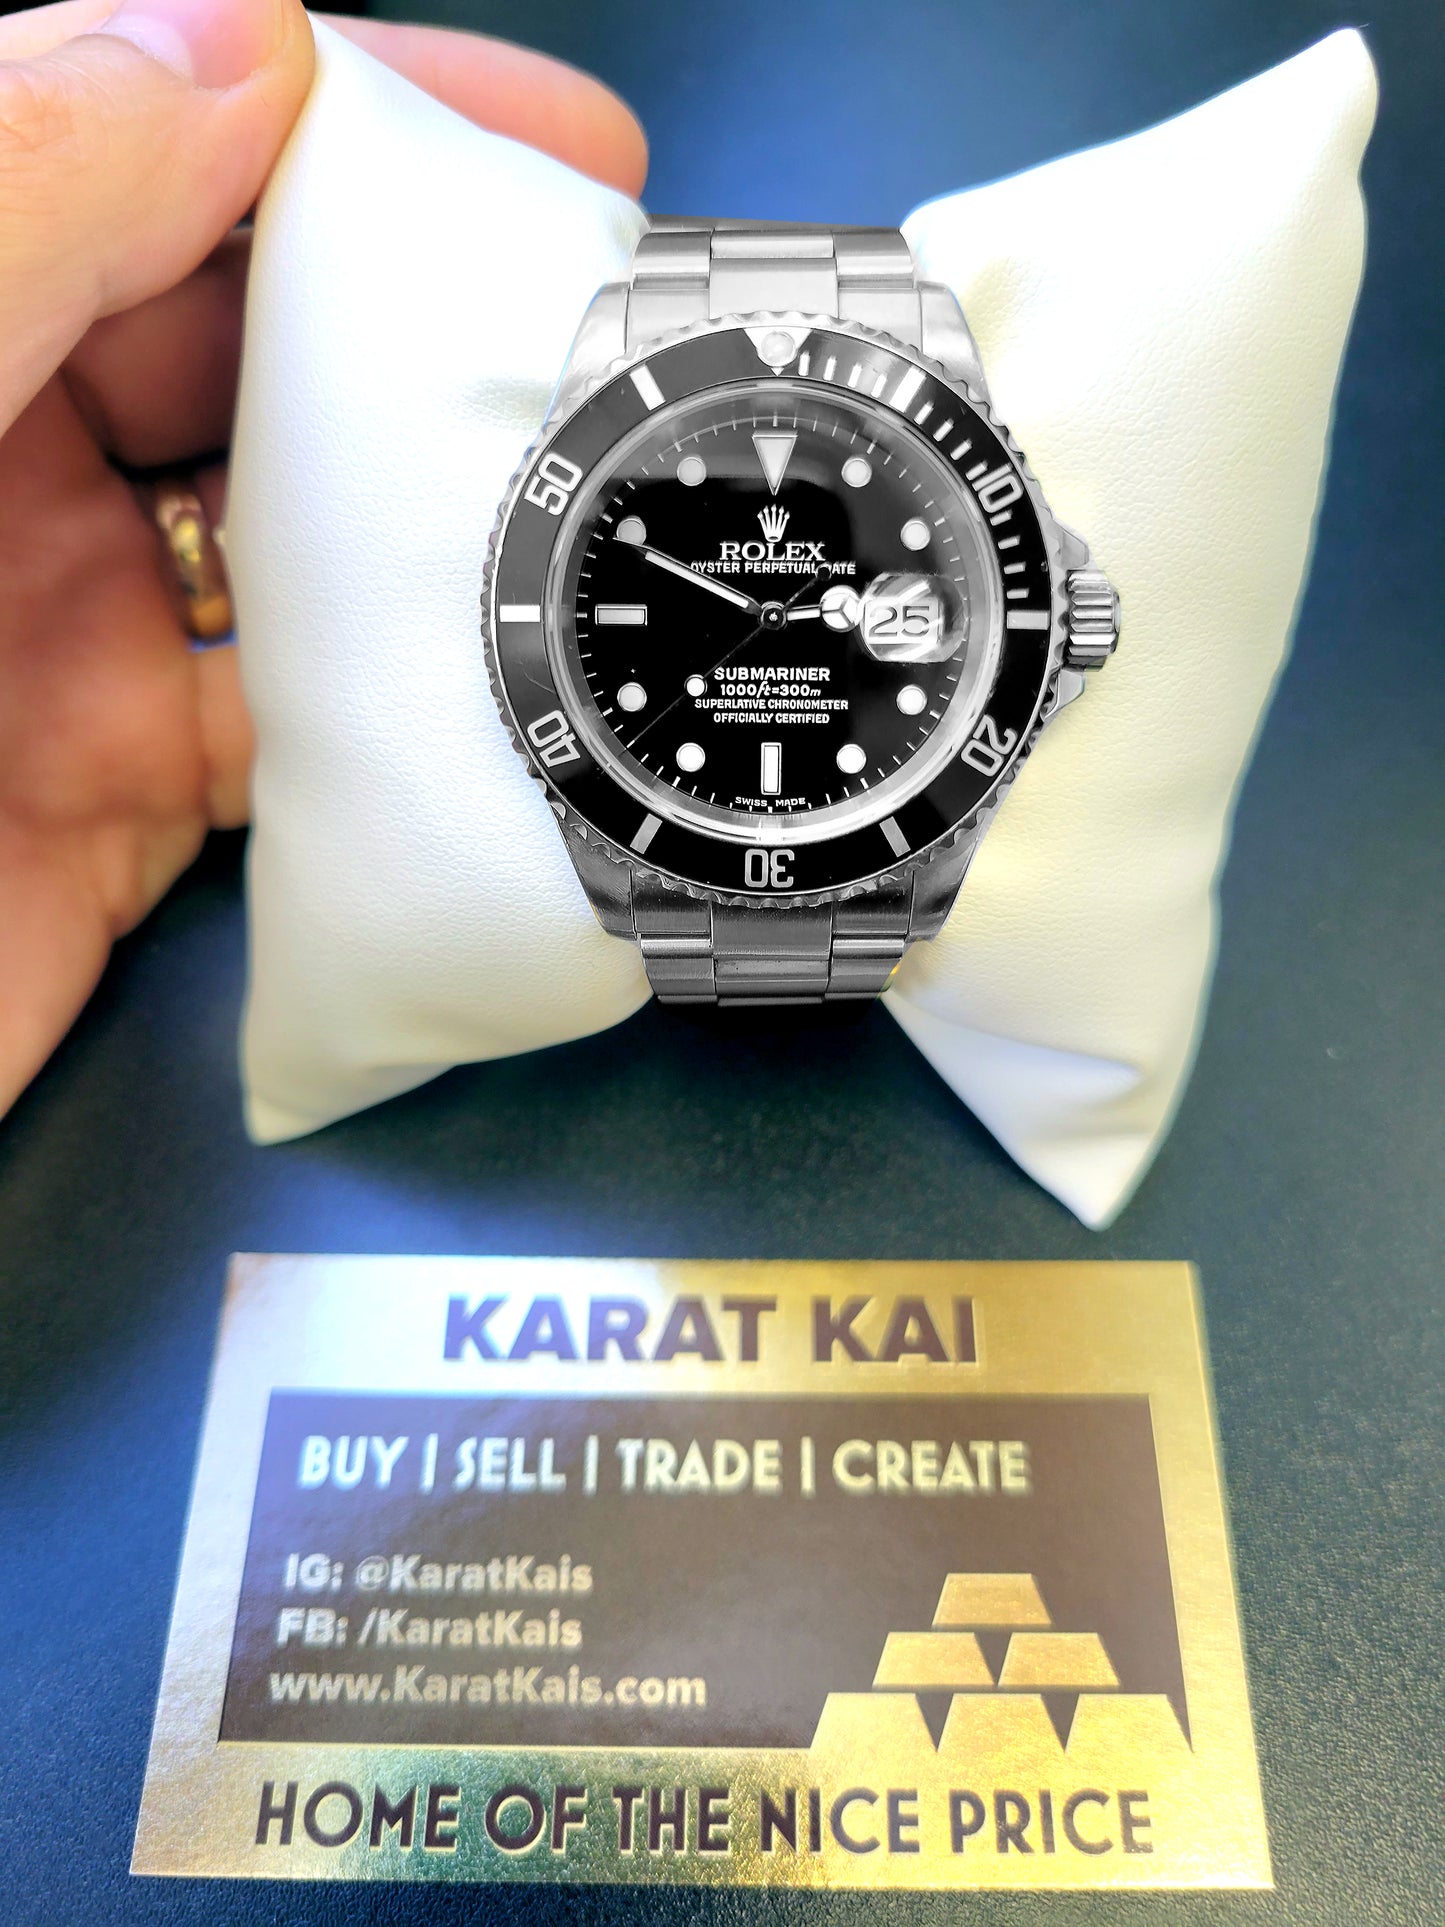 10
50
ROLEX
OYSTER PERPETUAL DATE
25
SUBMARINER
1000ft=300m
SUPERLATIVE CHRONOMETER
OFFICIALLY CERTIFIED
40
20
SWISS MADE
30
KARAT KAI
BUY | SELL | TRADE | CREATE
IG: @KaratKais
FB: /KaratKais
www.KaratKais.com
HOME OF THE NICE PRICE